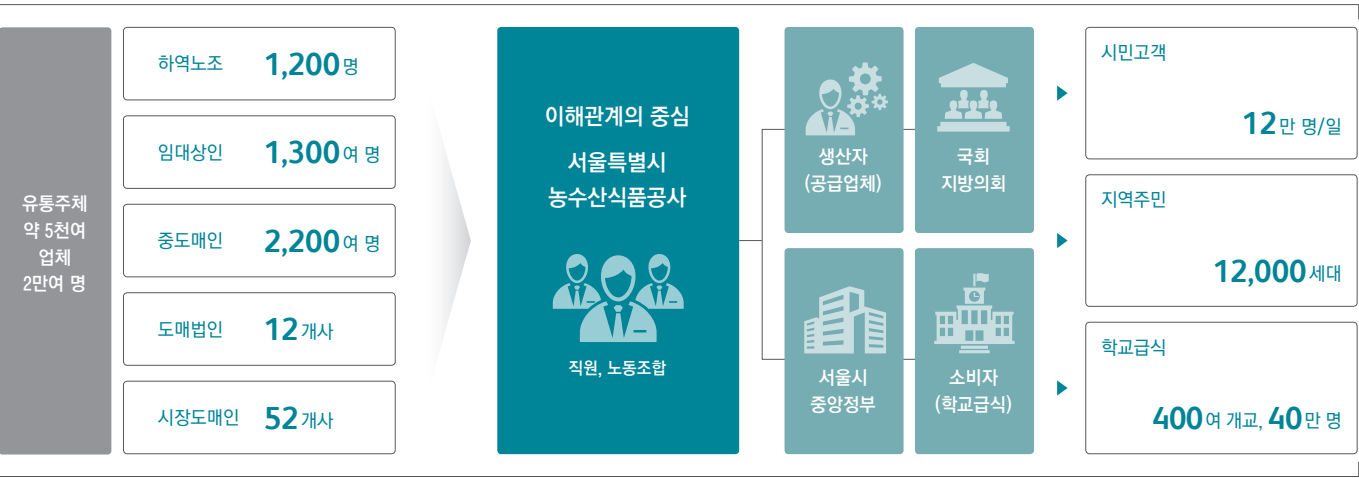 유통주체
약 5천여
업체
2만여 명
하역노조 1,200명
임대상인 1,300여 명
중도매인 2,200여 명
도매법인 12개사
시장도매인 52개사
이해관계의 중심
서울특별시
농수산식품공사
직원, 노동조합
생산자
(공급업체)
국회
지방의회
서울시
중앙정부
소비자
(학교급식)
시민고객
12만 명/일
지역주민
12,000세대
학교급식
400여 개교, 40만 명